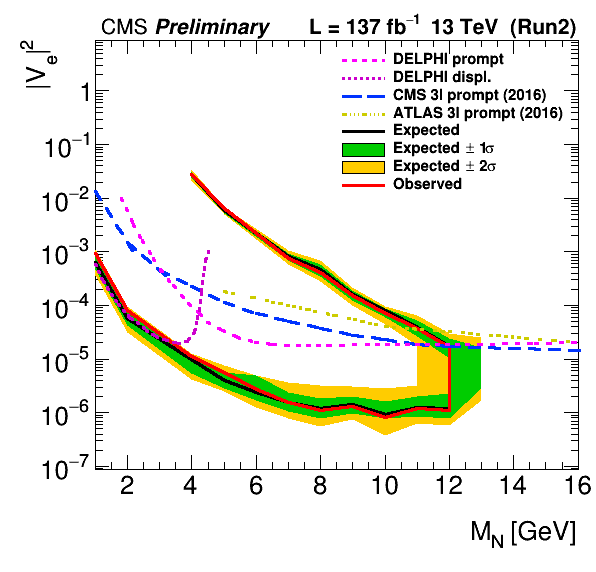 CMS Preliminary L = 137 fb⁻¹ 13 TeV (Run2)
|Vₑ|²
DELPHI prompt
DELPHI displ.
CMS 3l prompt (2016)
ATLAS 3l prompt (2016)
Expected
Expected ± 1σ
Expected ± 2σ
Observed
1
10⁻¹
10⁻²
10⁻³
10⁻⁴
10⁻⁵
10⁻⁶
10⁻⁷
2 4 6 8 10 12 14 16
M_N [GeV]